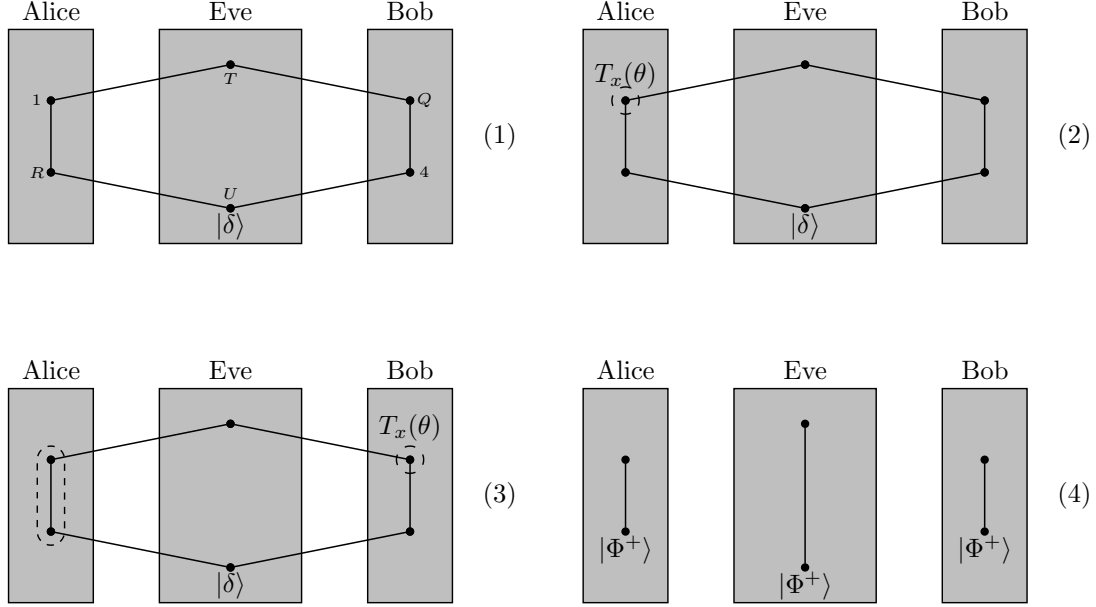 Alice Eve Bob
T
1 Q
R 4
U
|δ⟩
(1)
Alice Eve Bob
T_x(θ)
|δ⟩
(2)
Alice Eve Bob
T_x(θ)
|δ⟩
(3)
Alice Eve Bob
|Φ⁺⟩ |Φ⁺⟩ |Φ⁺⟩
(4)